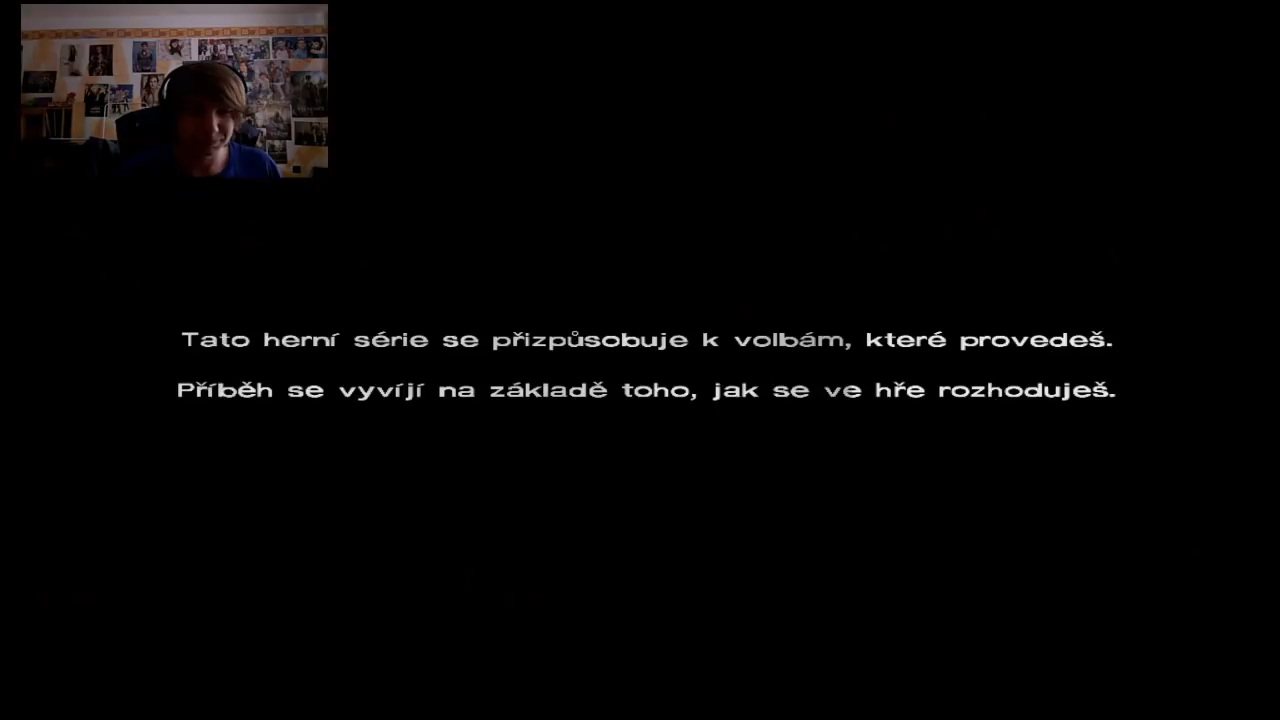 Tato herní série se přizpůsobuje k volbám, které provedeš.
Příběh se vyvíjí na základě toho, jak se ve hře rozhoduješ.